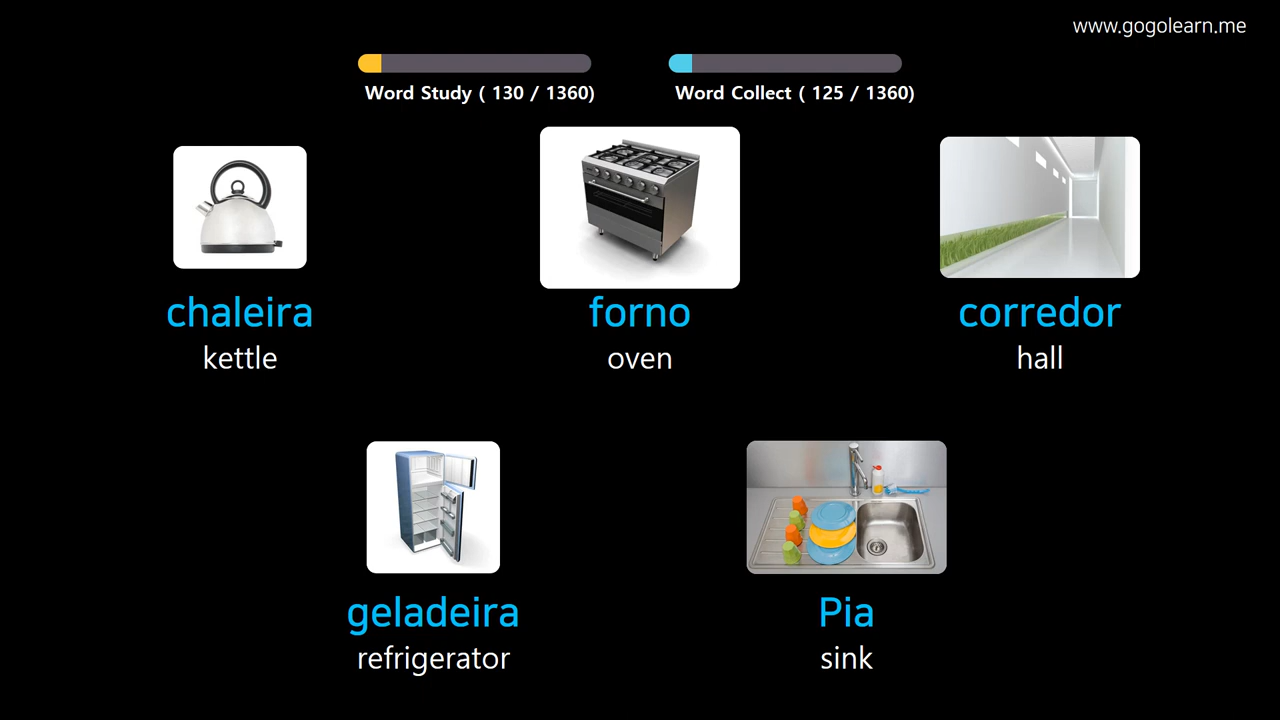 www.gogolearn.me
Word Study ( 130 / 1360)
Word Collect ( 125 / 1360)
chaleira
kettle
forno
oven
corredor
hall
geladeira
refrigerator
Pia
sink